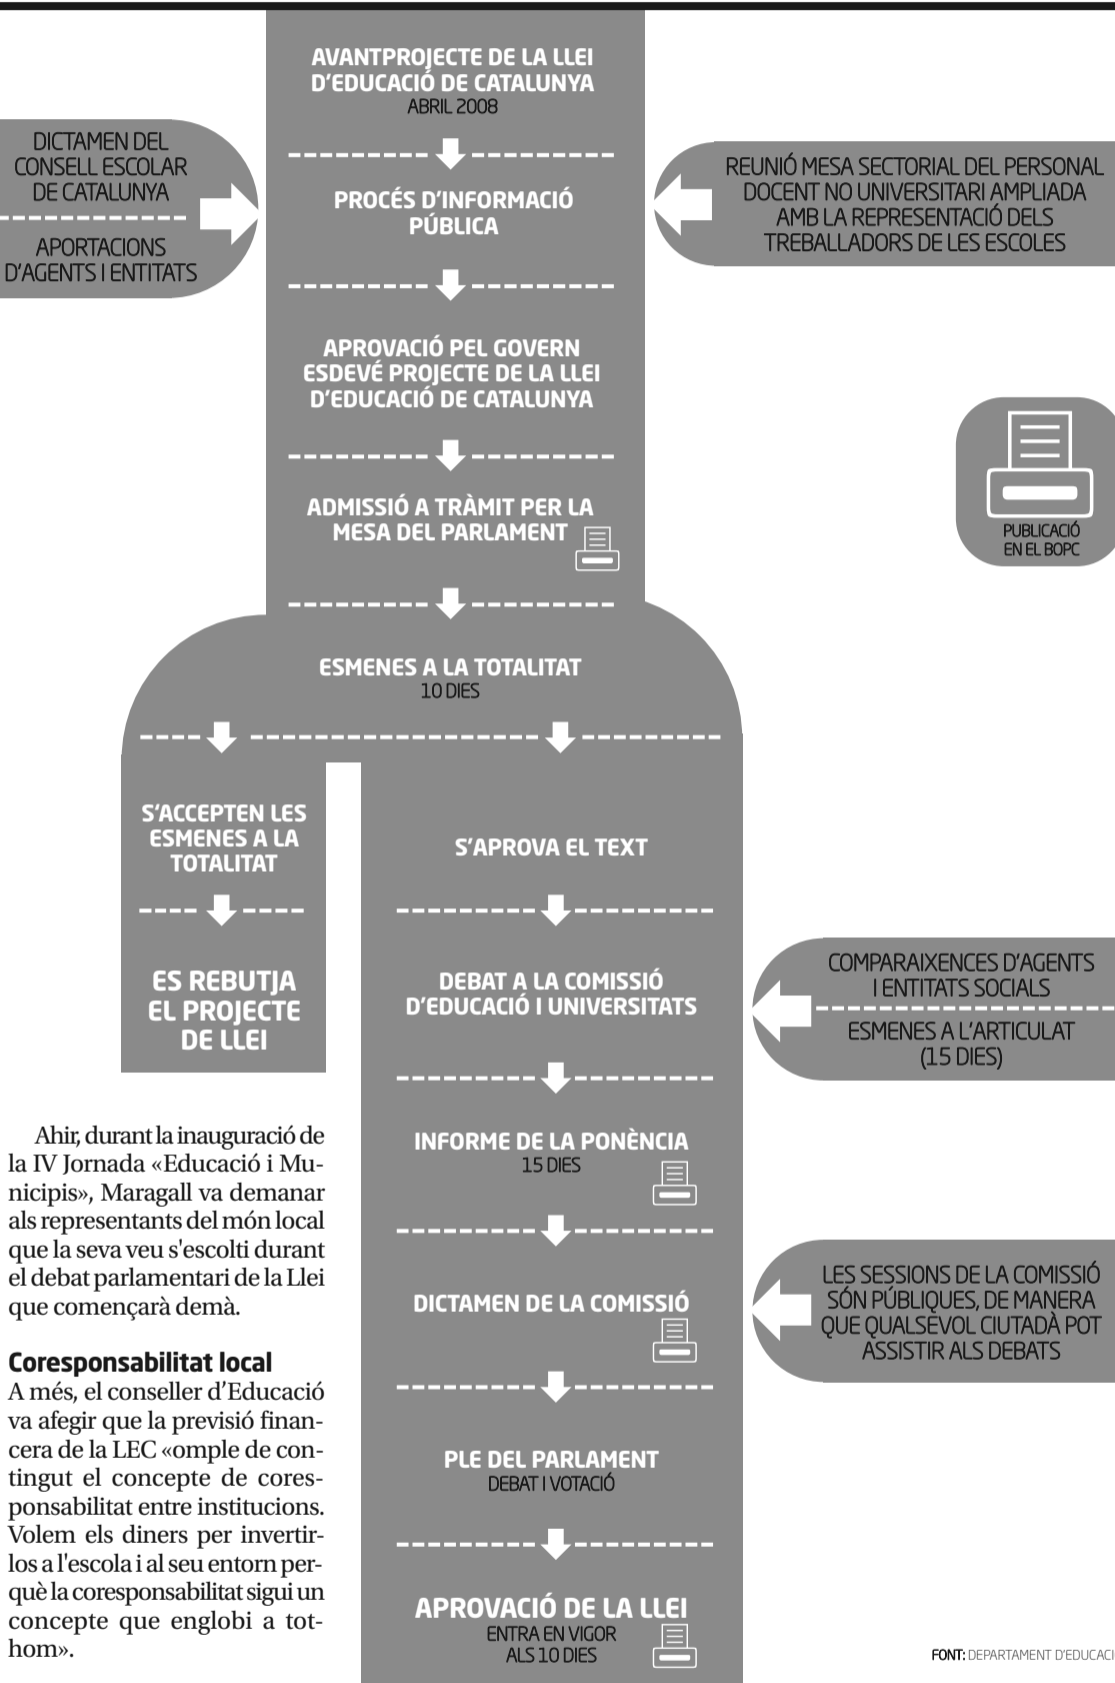 AVANTPROJECTE DE LA LLEI
D'EDUCACIÓ DE CATALUNYA
ABRIL 2008
DICTAMEN DEL
CONSELL ESCOLAR
DE CATALUNYA
APORTACIONS
D'AGENTS I ENTITATS
PROCÉS D'INFORMACIÓ
PÚBLICA
REUNIÓ MESA SECTORIAL DEL PERSONAL
DOCENT NO UNIVERSITARI AMPLIADA
AMB LA REPRESENTACIÓ DELS
TREBALLADORS DE LES ESCOLES
APROVACIÓ PEL GOVERN
ESDEVÉ PROJECTE DE LA LLEI
D'EDUCACIÓ DE CATALUNYA
ADMISSIÓ A TRÀMIT PER LA
MESA DEL PARLAMENT
PUBLICACIÓ
EN EL BOPC
ESMENES A LA TOTALITAT
10 DIES
S'ACCEPTEN LES
ESMENES A LA
TOTALITAT
ES REBUTJA
EL PROJECTE
DE LLEI
S'APROVA EL TEXT
DEBAT A LA COMISSIÓ
D'EDUCACIÓ I UNIVERSITATS
COMPARAIXENCES D'AGENTS
I ENTITATS SOCIALS
ESMENES A L'ARTICULAT
(15 DIES)
INFORME DE LA PONÈNCIA
15 DIES
DICTAMEN DE LA COMISSIÓ
LES SESSIONS DE LA COMISSIÓ
SÓN PÚBLIQUES, DE MANERA
QUE QUALSEVOL CIUTADÀ POT
ASSISTIR ALS DEBATS
PLE DEL PARLAMENT
DEBAT I VOTACIÓ
APROVACIÓ DE LA LLEI
ENTRA EN VIGOR
ALS 10 DIES
Ahir, durant la inauguració de
la IV Jornada «Educació i Mu-
nicipis», Maragall va demanar
als representants del món local
que la seva veu s'escolti durant
el debat parlamentari de la Llei
que començarà demà.
Coresponsabilitat local
A més, el conseller d'Educació
va afegir que la previsió finan-
cera de la LEC «omple de con-
tingut el concepte de cores-
ponsabilitat entre institucions.
Volem els diners per invertir-
los a l'escola i al seu entorn per-
què la coresponsabilitat sigui un
concepte que englobi a tot-
hom».
FONT: DEPARTAMENT D'EDUCACI